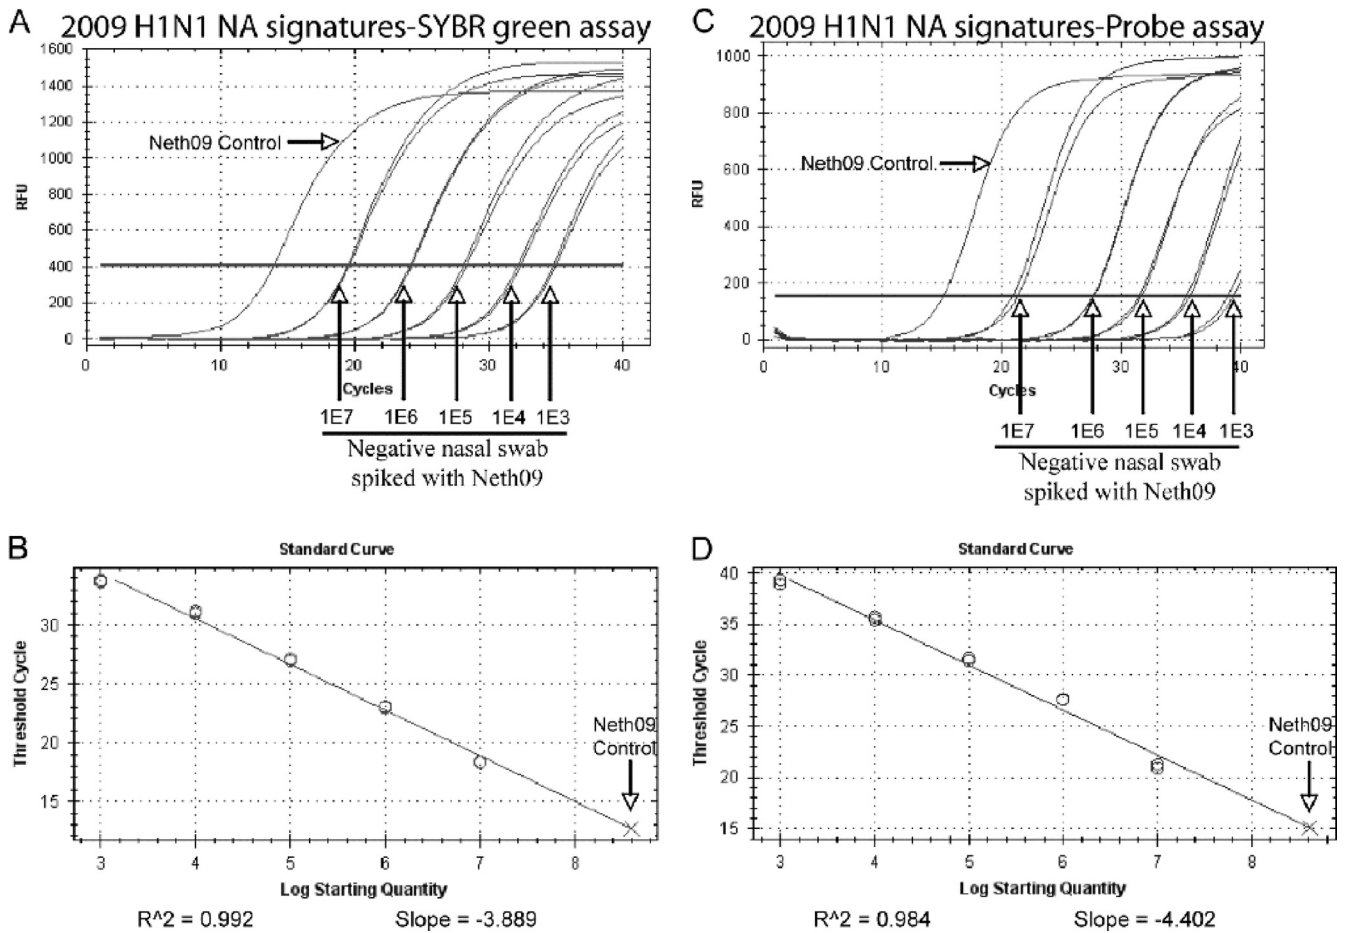 A
2009 H1N1 NA signatures-SYBR green assay
1600
1400
1200
1000
800
600
400
200
0
RFU
Neth09 Control
0
10
20
30
40
Cycles
1E7 1E6 1E5 1E4 1E3
Negative nasal swab
spiked with Neth09
C
2009 H1N1 NA signatures-Probe assay
1000
800
600
400
200
0
RFU
Neth09 Control
0
10
20
30
40
Cycles
1E7 1E6 1E5 1E4 1E3
Negative nasal swab
spiked with Neth09
B
Standard Curve
30
25
20
15
Threshold Cycle
Neth09
Control
3
4
5
6
7
8
Log Starting Quantity
R^2 = 0.992 Slope = -3.889
D
Standard Curve
40
35
30
25
20
15
Threshold Cycle
Neth09
Control
3
4
5
6
7
8
Log Starting Quantity
R^2 = 0.984 Slope = -4.402